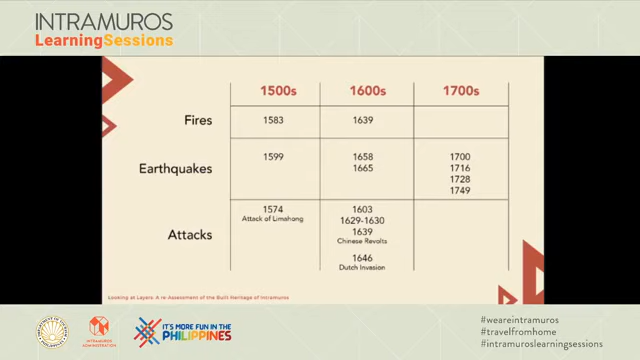 INTRAMUROS
LearningSessions
1500s 1600s 1700s
Fires 1583 1639
Earthquakes 1599 1658 1700
1665 1716
1728
1749
Attacks 1574 1603
Attack of Limahong 1629-1630
1639
Chinese Revolts
1646
Dutch Invasion
Looking at Layers: A re-Assessment of the Built Heritage of Intramuros
INTRAMUROS
ADMINISTRATION
IT'S MORE FUN IN THE
PHILIPPINES
#weareintramuros
#travelfromhome
#intramuroslearningsessions